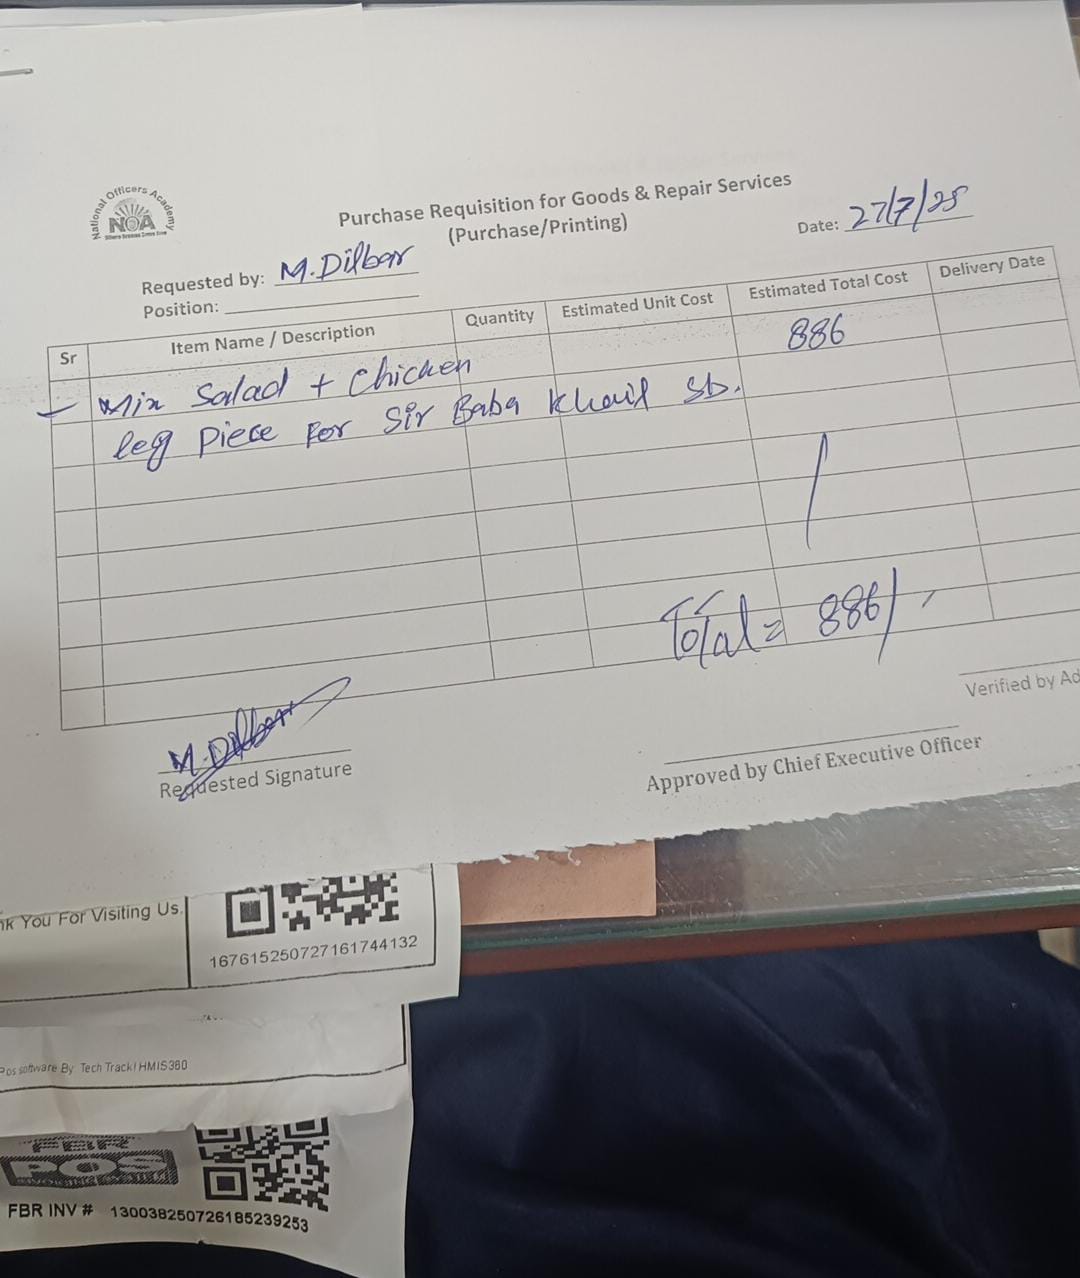 National Officers Academy
NOA
Purchase Requisition for Goods & Repair Services
(Purchase/Printing)
Date: 27/7/25
Requested by: M.Dilbar
Position:
Sr Item Name / Description Quantity Estimated Unit Cost Estimated Total Cost Delivery Date
- Mix Salad + Chicken 886
leg Piece For Sir Baba Khail sb.
Total = 886/-
M.Dilbar
Requested Signature
Approved by Chief Executive Officer
Verified by Ad
nk You For Visiting Us.
167615250727161744132
Pos software By Tech Track/HMIS360
FBR
POS
FBR INV # 130038250726185239253